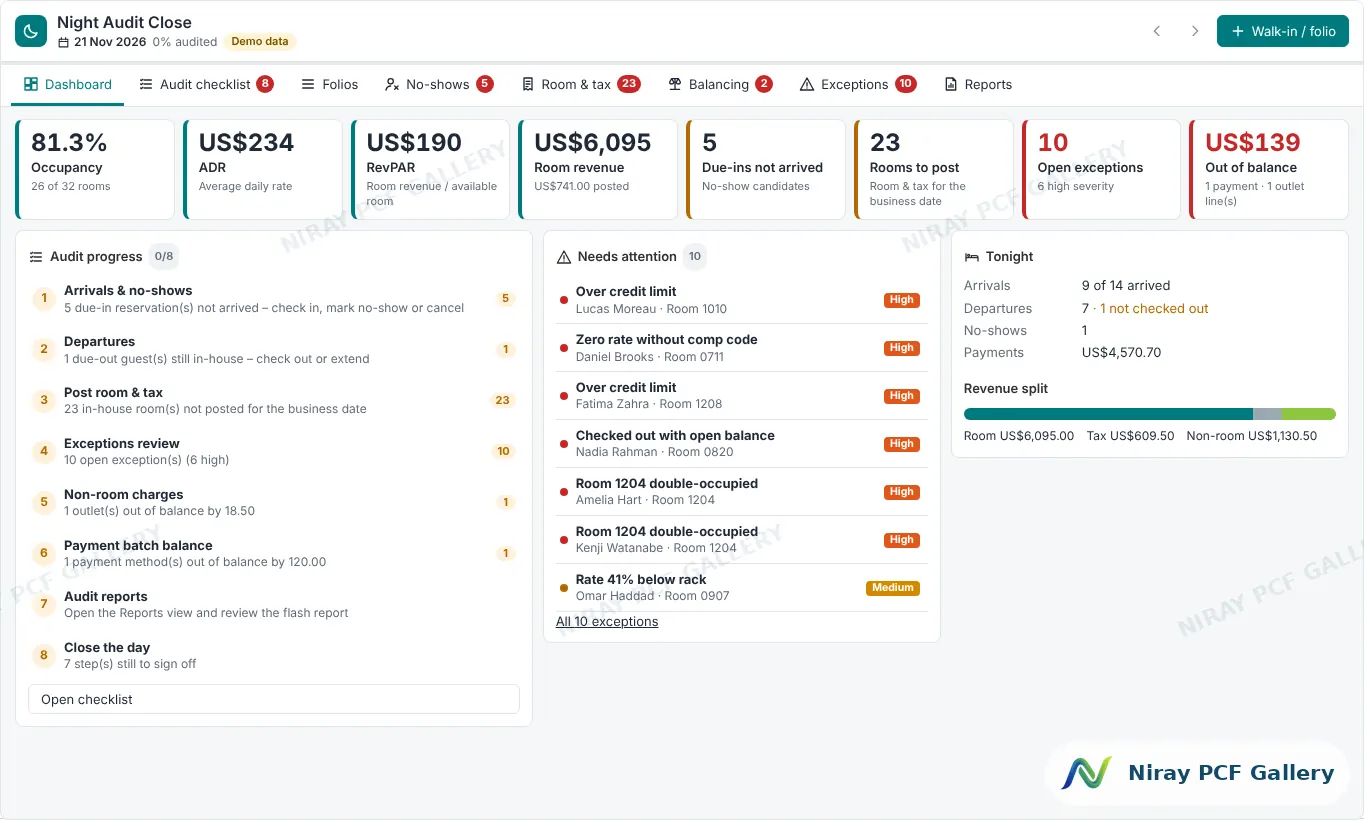 Night Audit Close
21 Nov 2026 0% audited Demo data
+ Walk-in / folio
Dashboard
Audit checklist 8
Folios
No-shows 5
Room & tax 23
Balancing 2
Exceptions 10
Reports
81.3%
Occupancy
26 of 32 rooms
US$234
ADR
Average daily rate
US$190
RevPAR
Room revenue / available
room
US$6,095
Room revenue
US$741.00 posted
5
Due-ins not arrived
No-show candidates
23
Rooms to post
Room & tax for the
business date
10
Open exceptions
6 high severity
US$139
Out of balance
1 payment · 1 outlet
line(s)
Audit progress 0/8
1 Arrivals & no-shows 5
5 due-in reservation(s) not arrived – check in, mark no-show or cancel
2 Departures 1
1 due-out guest(s) still in-house – check out or extend
3 Post room & tax 23
23 in-house room(s) not posted for the business date
4 Exceptions review 10
10 open exception(s) (6 high)
5 Non-room charges 1
1 outlet(s) out of balance by 18.50
6 Payment batch balance 1
1 payment method(s) out of balance by 120.00
7 Audit reports
Open the Reports view and review the flash report
8 Close the day
7 step(s) still to sign off
Open checklist
Needs attention 10
Over credit limit High
Lucas Moreau · Room 1010
Zero rate without comp code High
Daniel Brooks · Room 0711
Over credit limit High
Fatima Zahra · Room 1208
Checked out with open balance High
Nadia Rahman · Room 0820
Room 1204 double-occupied High
Amelia Hart · Room 1204
Room 1204 double-occupied High
Kenji Watanabe · Room 1204
Rate 41% below rack Medium
Omar Haddad · Room 0907
All 10 exceptions
Tonight
Arrivals 9 of 14 arrived
Departures 7 · 1 not checked out
No-shows 1
Payments US$4,570.70
Revenue split
Room US$6,095.00 Tax US$609.50 Non-room US$1,130.50
NIRAY PCF GALLERY
NIRAY PCF GALLERY
PCF GALLERY
NIRAY PCF GALLERY
NIRAY PCF GALLERY
Niray PCF Gallery